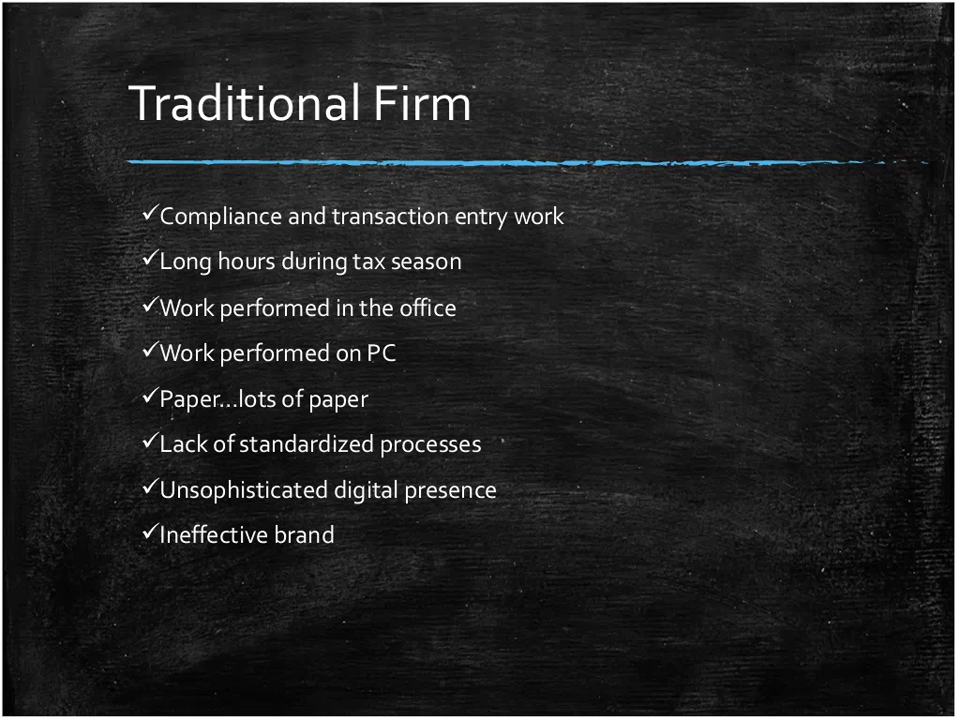 Traditional Firm
✓Compliance and transaction entry work
✓Long hours during tax season
✓Work performed in the office
✓Work performed on PC
✓Paper...lots of paper
✓Lack of standardized processes
✓Unsophisticated digital presence
✓Ineffective brand